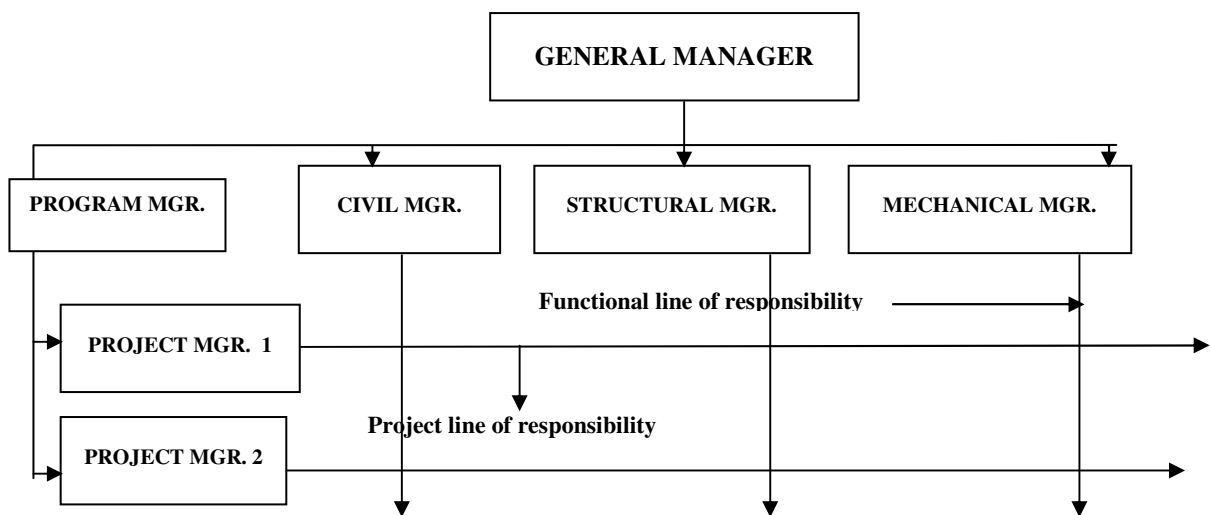 GENERAL MANAGER
PROGRAM MGR.
CIVIL MGR.
STRUCTURAL MGR.
MECHANICAL MGR.
Functional line of responsibility
PROJECT MGR. 1
Project line of responsibility
PROJECT MGR. 2